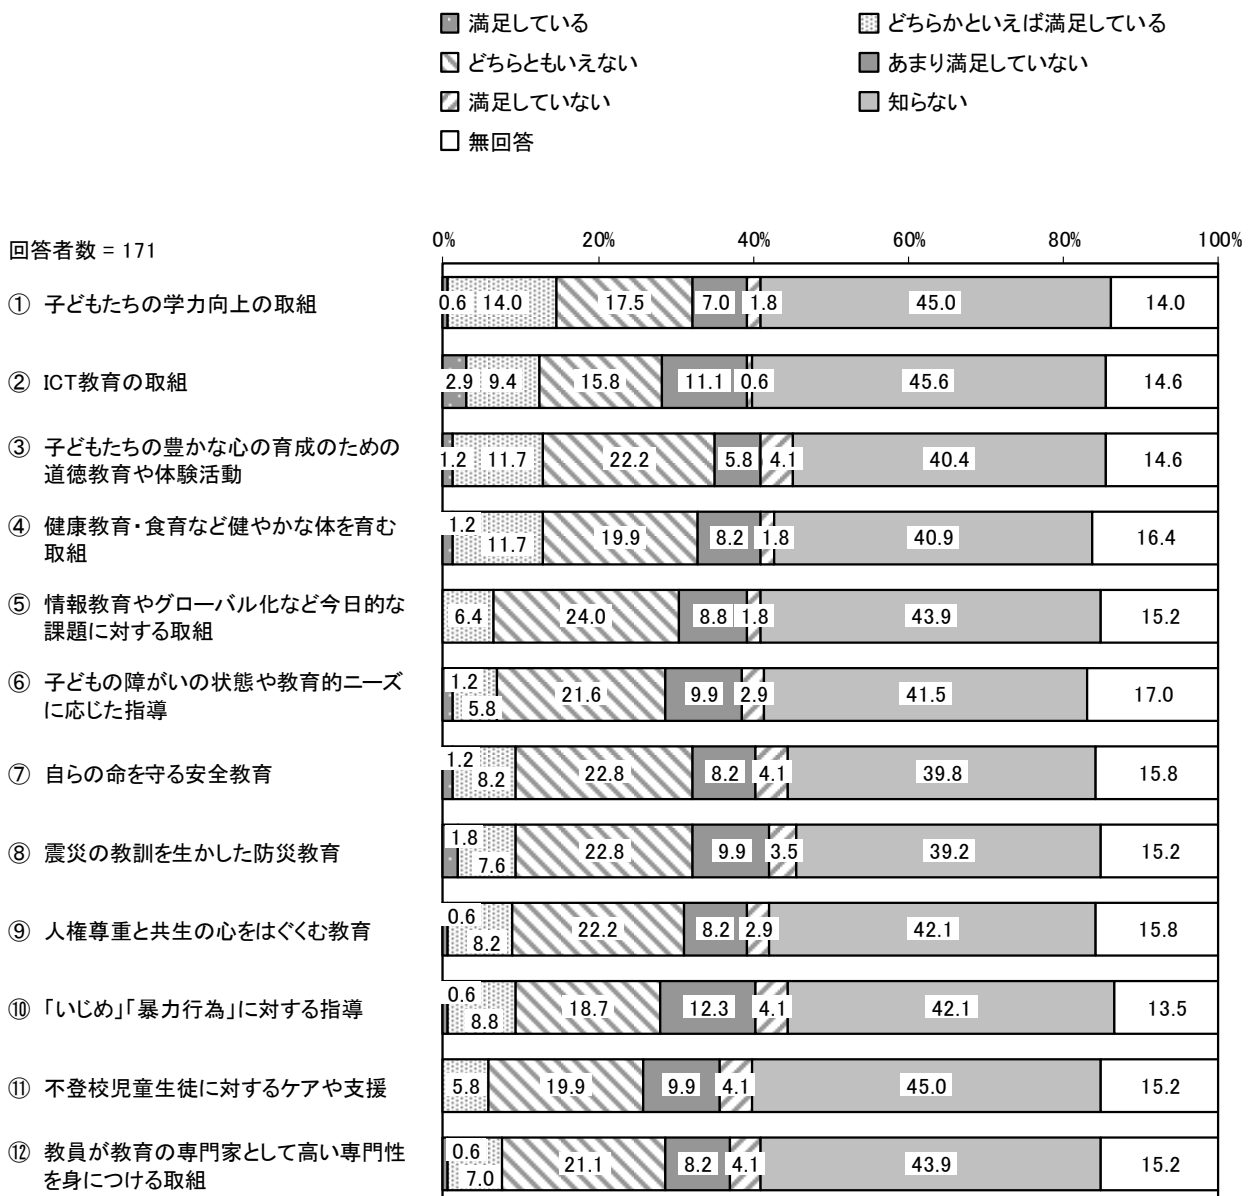 満足している どちらかといえば満足している
どちらともいえない あまり満足していない
満足していない 知らない
無回答
回答者数 = 171
0% 20% 40% 60% 80% 100%
① 子どもたちの学力向上の取組 0.6 14.0 17.5 7.0 1.8 45.0 14.0
② ICT教育の取組 2.9 9.4 15.8 11.1 0.6 45.6 14.6
③ 子どもたちの豊かな心の育成のための
道徳教育や体験活動 1.2 11.7 22.2 5.8 4.1 40.4 14.6
④ 健康教育・食育など健やかな体を育む
取組 1.2 11.7 19.9 8.2 1.8 40.9 16.4
⑤ 情報教育やグローバル化など今日的な
課題に対する取組 6.4 24.0 8.8 1.8 43.9 15.2
⑥ 子どもの障がいの状態や教育的ニーズ
に応じた指導 1.2 5.8 21.6 9.9 2.9 41.5 17.0
⑦ 自らの命を守る安全教育 1.2 8.2 22.8 8.2 4.1 39.8 15.8
⑧ 震災の教訓を生かした防災教育 1.8 7.6 22.8 9.9 3.5 39.2 15.2
⑨ 人権尊重と共生の心をはぐくむ教育 0.6 8.2 22.2 8.2 2.9 42.1 15.8
⑩ 「いじめ」「暴力行為」に対する指導 0.6 8.8 18.7 12.3 4.1 42.1 13.5
⑪ 不登校児童生徒に対するケアや支援 5.8 19.9 9.9 4.1 45.0 15.2
⑫ 教員が教育の専門家として高い専門性
を身につける取組 0.6 7.0 21.1 8.2 4.1 43.9 15.2